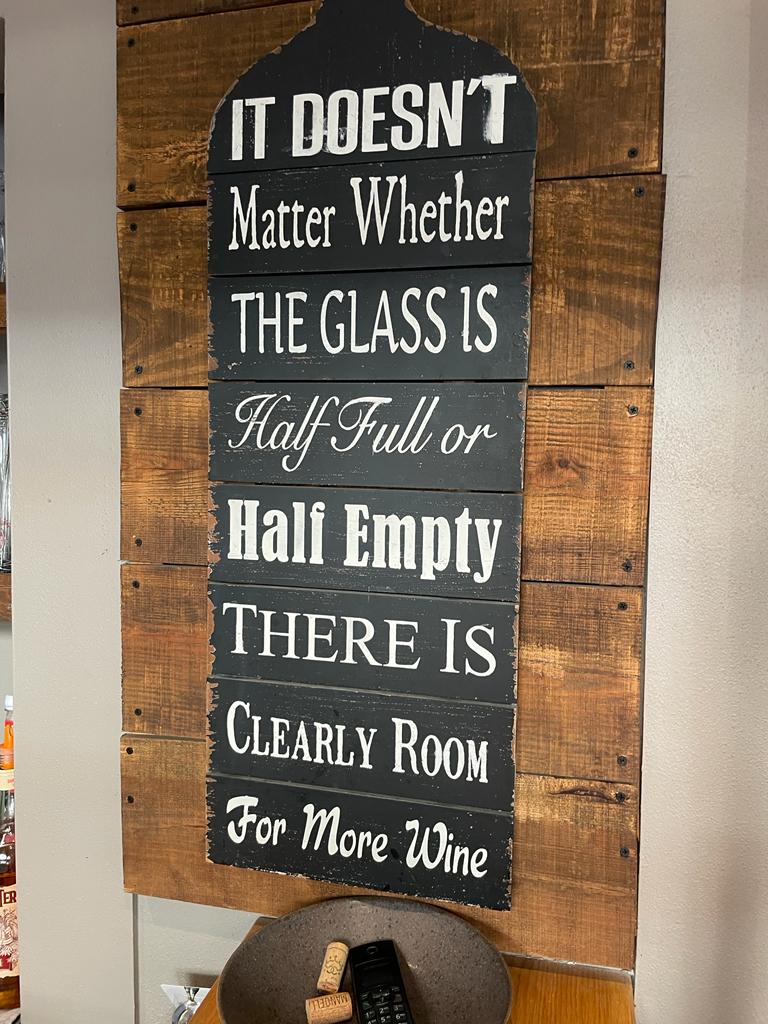 IT DOESN'T
Matter Whether
THE GLASS IS
Half Full or
Half Empty
THERE IS
CLEARLY ROOM
For More Wine